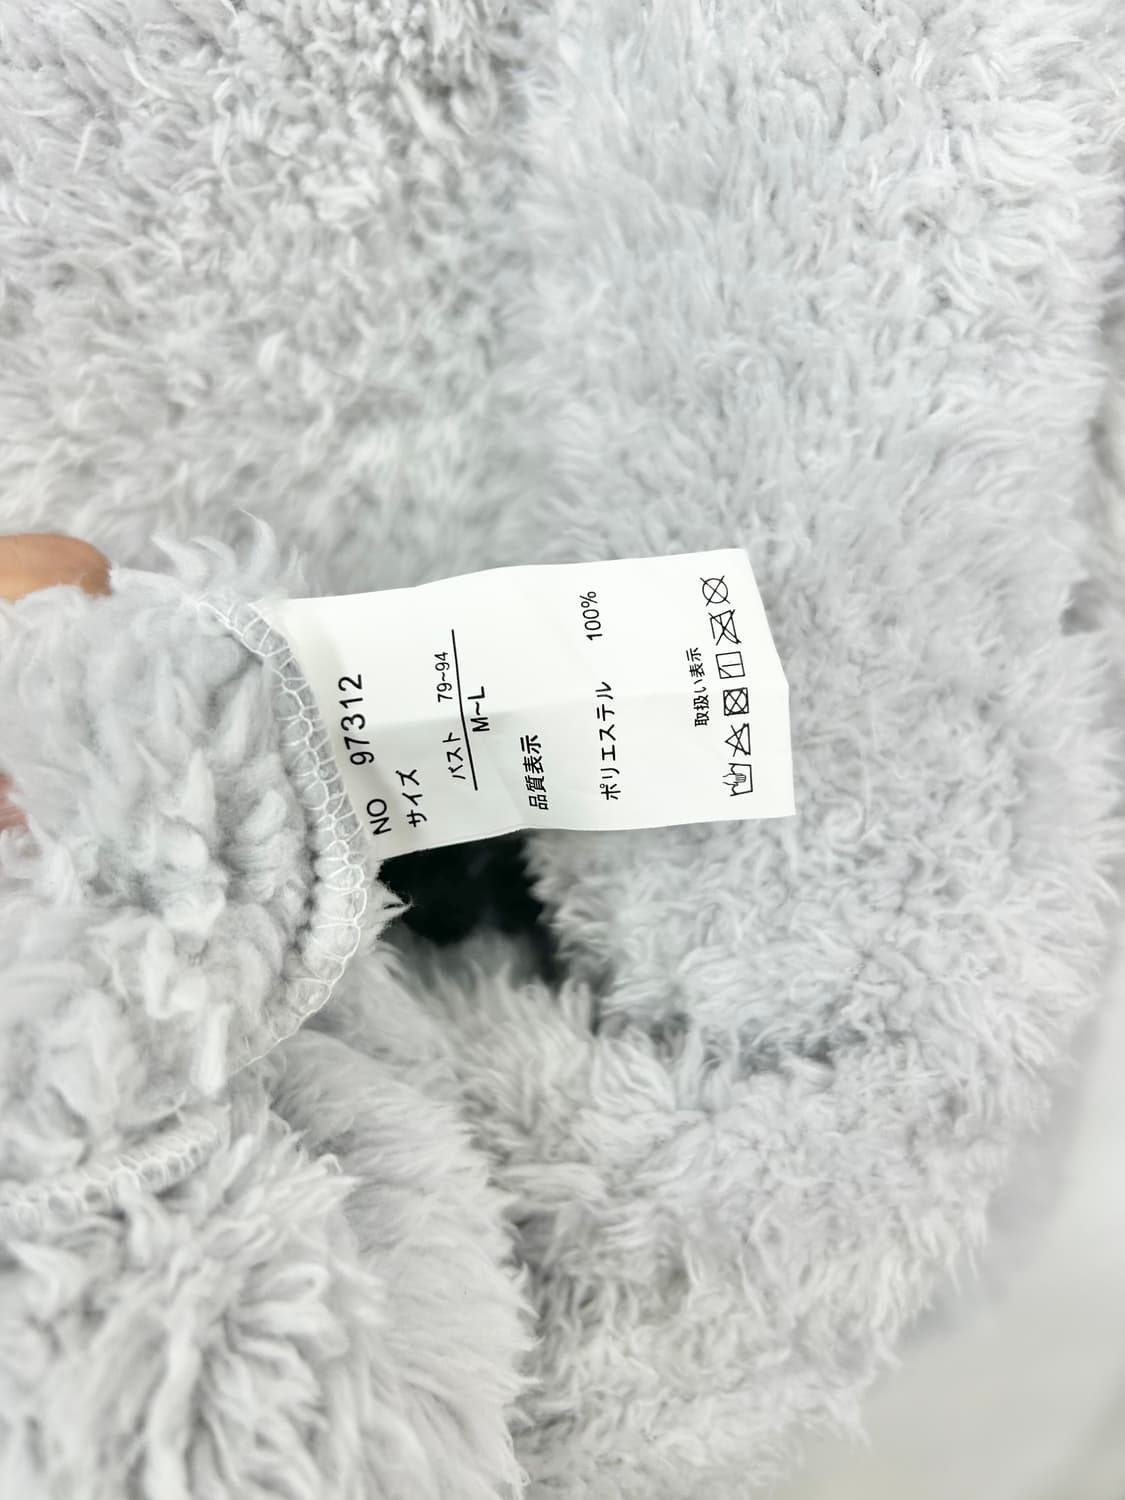 NO 97312
サイズ
バスト 79~94
M~L
品質表示
ポリエステル 100%
取扱い表示